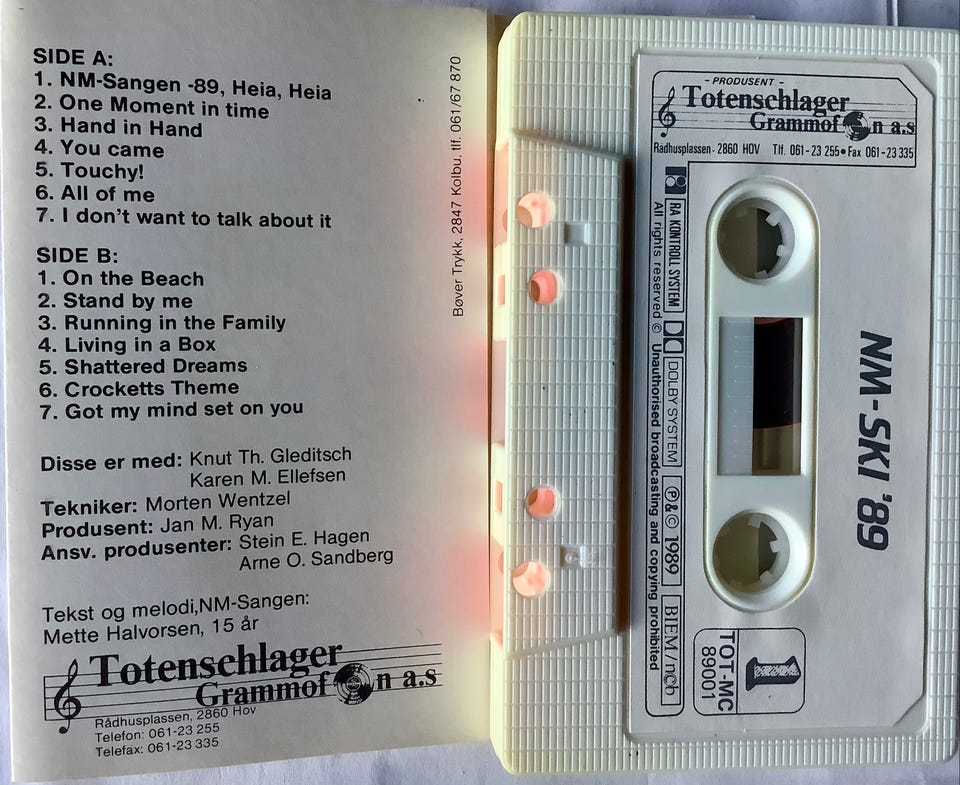 SIDE A:
1. NM-Sangen -89, Heia, Heia
2. One Moment in time
3. Hand in Hand
4. You came
5. Touchy!
6. All of me
7. I don't want to talk about it
SIDE B:
1. On the Beach
2. Stand by me
3. Running in the Family
4. Living in a Box
5. Shattered Dreams
6. Crocketts Theme
7. Got my mind set on you
Disse er med: Knut Th. Gleditsch
Karen M. Ellefsen
Tekniker: Morten Wentzel
Produsent: Jan M. Ryan
Ansv. produsenter: Stein E. Hagen
Arne O. Sandberg
Tekst og melodi,NM-Sangen:
Mette Halvorsen, 15 år
Totenschlager
Grammofon a.s
Rådhusplassen, 2860 Hov
Telefon: 061-23 255
Telefax: 061-23 335
Bøver Trykk, 2847 Kolbu. tlf. 061/67 870
- PRODUSENT -
Totenschlager
Grammofon a.s
Rådhusplassen - 2860 HOV Tlf. 061-23 255 • Fax 061-23 335
RA KONTROLL SYSTEM DOLBY SYSTEM Ⓟ&© 1989 BIEM/ncb
All rights reserved © Unauthorised broadcasting and copying prohibited
NM-SKI '89
1
TOT-MC
89001